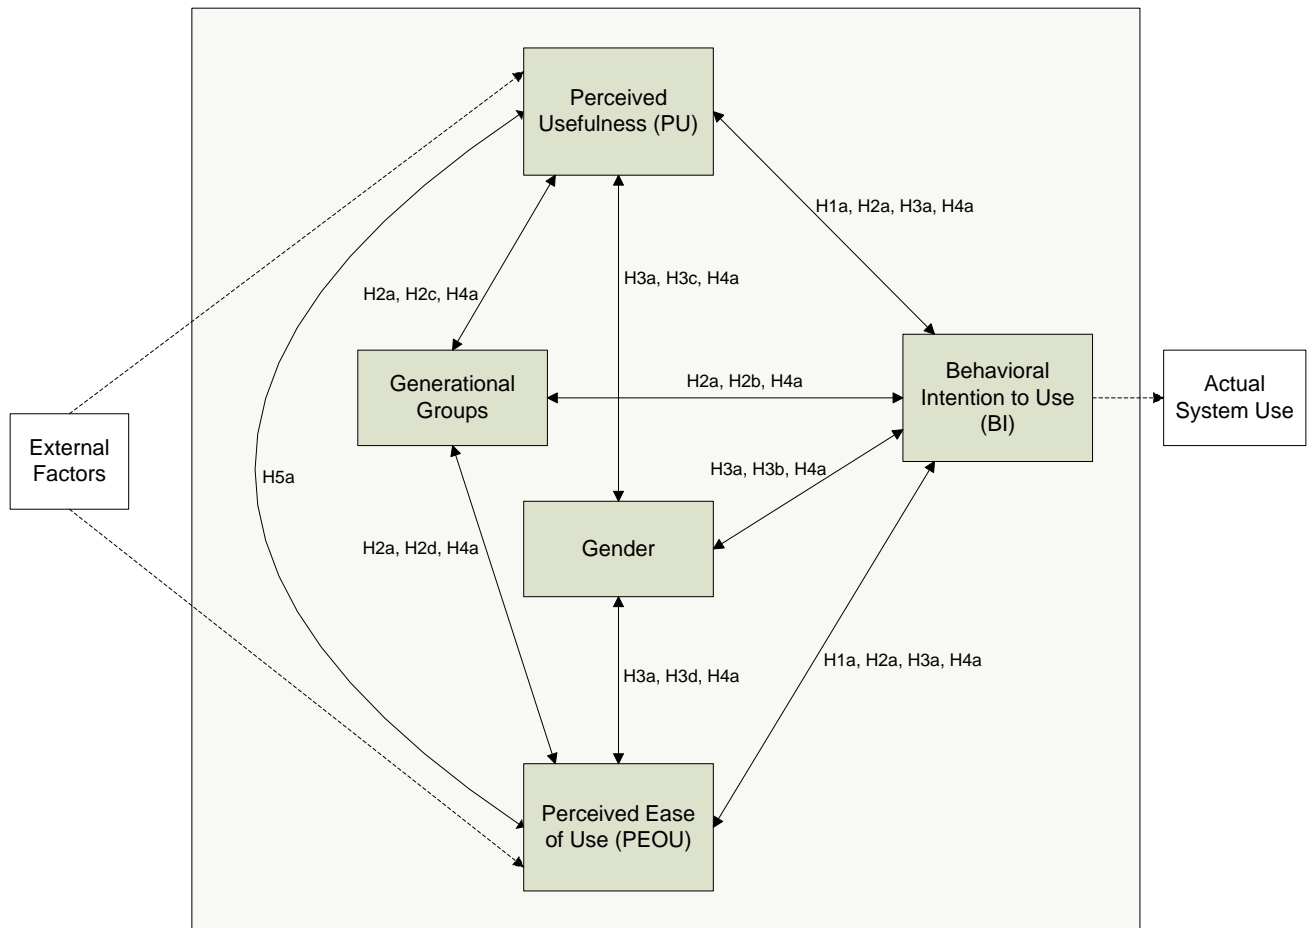 Perceived
Usefulness (PU)
H1a, H2a, H3a, H4a
H3a, H3c, H4a
H2a, H2c, H4a
Generational
Groups
H2a, H2b, H4a
Behavioral
Intention to Use
(BI)
Actual
System Use
External
Factors
H5a
H3a, H3b, H4a
H2a, H2d, H4a
Gender
H3a, H3d, H4a
H1a, H2a, H3a, H4a
Perceived Ease
of Use (PEOU)